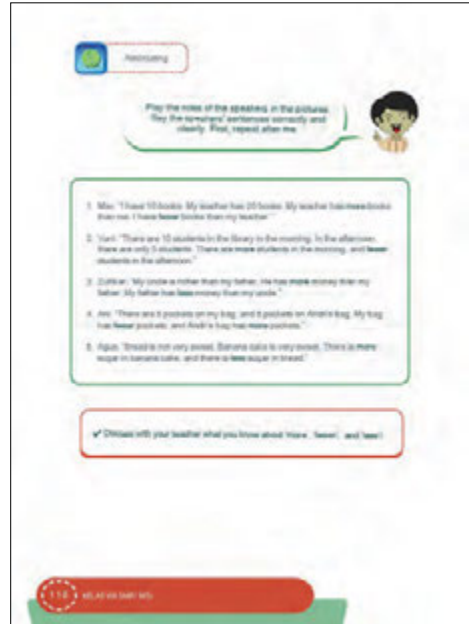 Associating
Play the roles of the speakers in the pictures.
Say the speakers' sentences correctly and
clearly. First, repeat after me.
1. "I have 10 books. My teacher has 20 books. My teacher has more books
than me. I have fewer books than my teacher."
2. Yuni: "There are 10 students in the library in the morning. In the afternoon,
there are only 5 students. There are more students in the morning, and fewer
students in the afternoon."
3. "My uncle is richer than my father. He has more money than my
father. My father has less money than my uncle."
4. "There are pockets on my bag, and pockets on Andi's bag. My bag
has fewer pockets, and Andi's bag has more pockets."
5. Agus: "Bread is not very sweet. Banana cake is very sweet. There is more
sugar in banana cake, and there is less sugar in bread."
✔ Discuss with your teacher what you know about 'more', 'fewer', and 'less'!
KELAS VIII SMP/ MTs